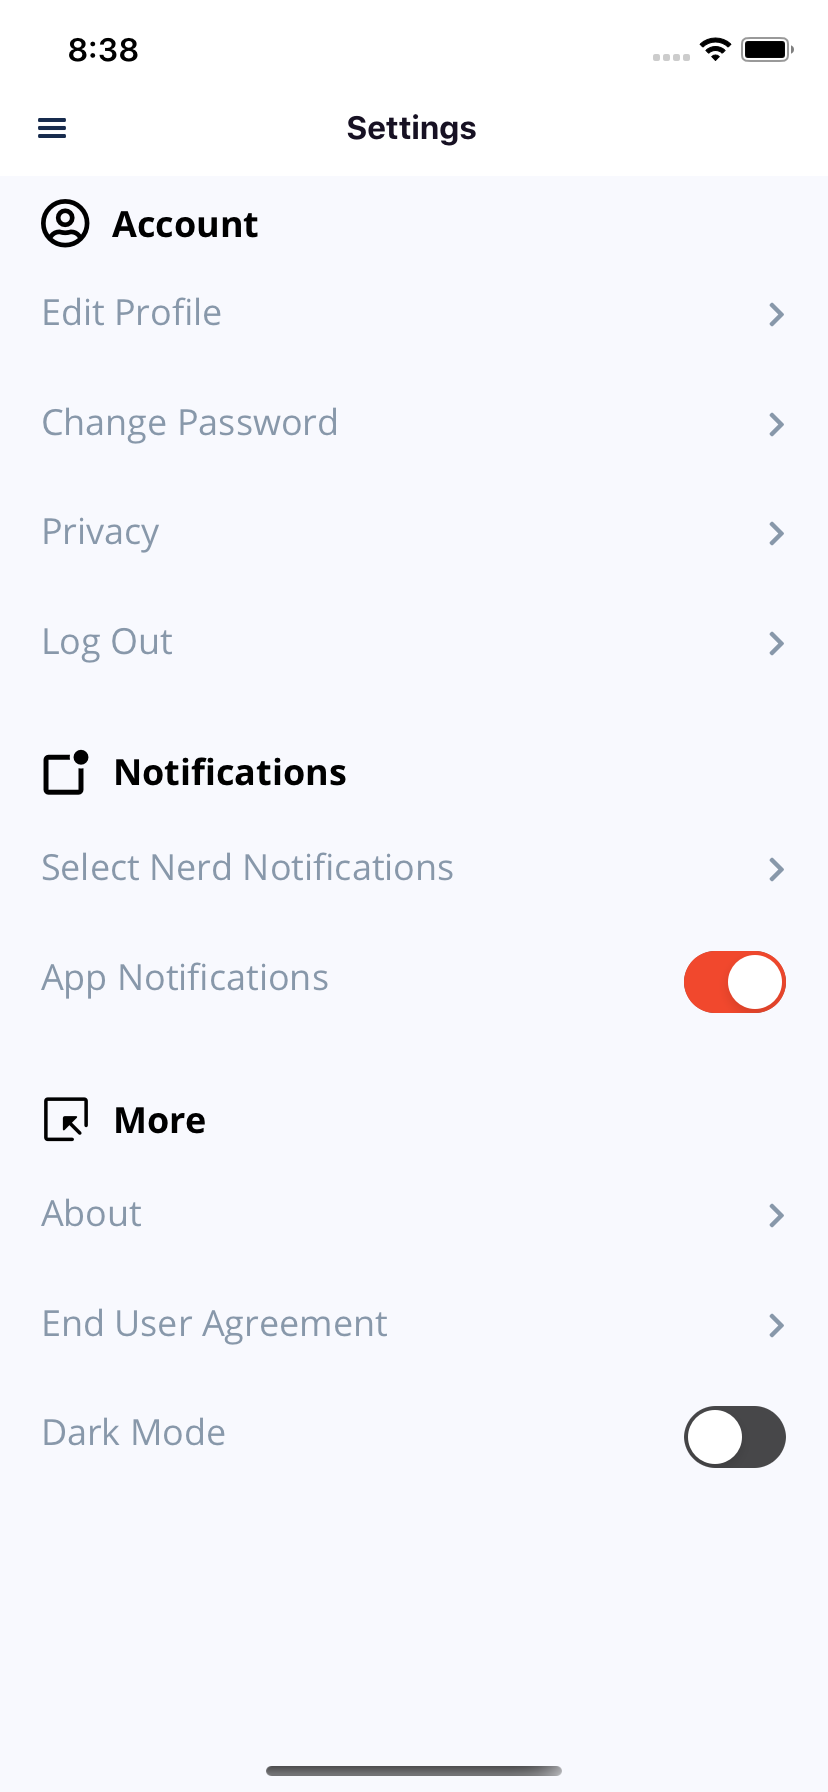 8:38
Settings
Account
Edit Profile
Change Password
Privacy
Log Out
Notifications
Select Nerd Notifications
App Notifications
More
About
End User Agreement
Dark Mode